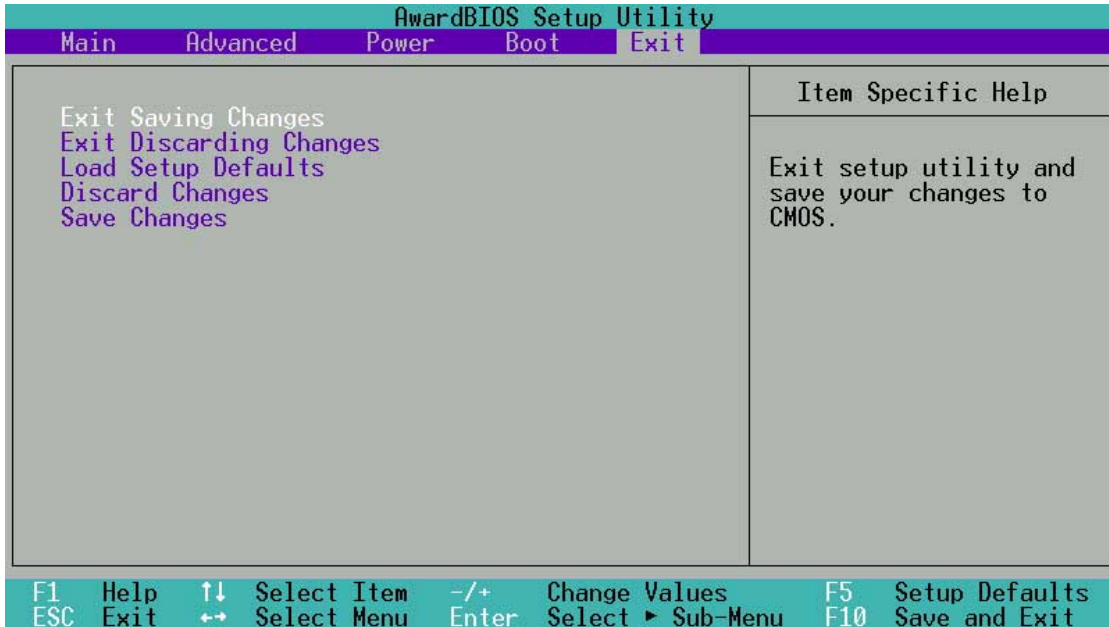 AwardBIOS Setup Utility
Main Advanced Power Boot Exit
Exit Saving Changes
Exit Discarding Changes
Load Setup Defaults
Discard Changes
Save Changes
Item Specific Help
Exit setup utility and
save your changes to
CMOS.
F1 Help ↑↓ Select Item -/+ Change Values F5 Setup Defaults
ESC Exit ←→ Select Menu Enter Select ► Sub-Menu F10 Save and Exit